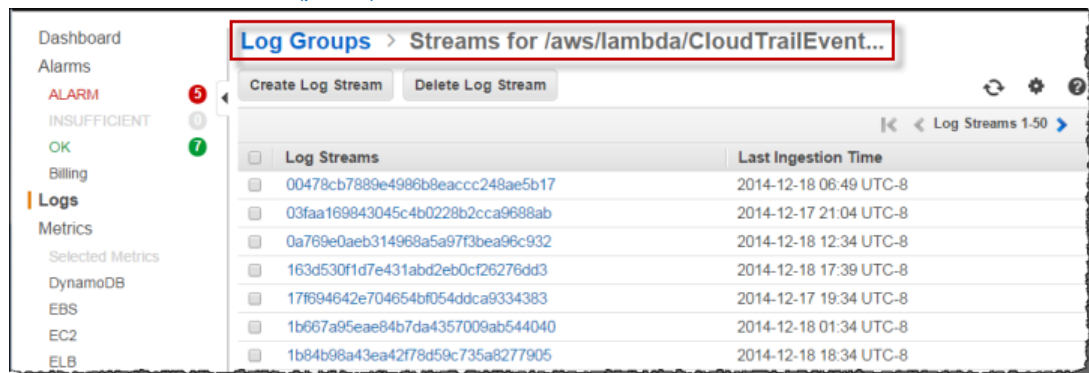 Dashboard
Alarms
ALARM 5
INSUFFICIENT 0
OK 7
Billing
Logs
Metrics
Selected Metrics
DynamoDB
EBS
EC2
ELB
Log Groups > Streams for /aws/lambda/CloudTrailEvent...
Create Log Stream Delete Log Stream
Log Streams 1-50
Log Streams Last Ingestion Time
00478cb7889e4986b8eaccc248ae5b17 2014-12-18 06:49 UTC-8
03faa169843045c4b0228b2cca9688ab 2014-12-17 21:04 UTC-8
0a769e0aeb314968a5a97f3bea96c932 2014-12-18 12:34 UTC-8
163d530f1d7e431abd2eb0cf26276dd3 2014-12-18 17:39 UTC-8
17f694642e704654bf054ddca9334383 2014-12-17 19:34 UTC-8
1b667a95eae84b7da4357009ab544040 2014-12-18 01:34 UTC-8
1b84b98a43ea42f78d59c735a8277905 2014-12-18 18:34 UTC-8